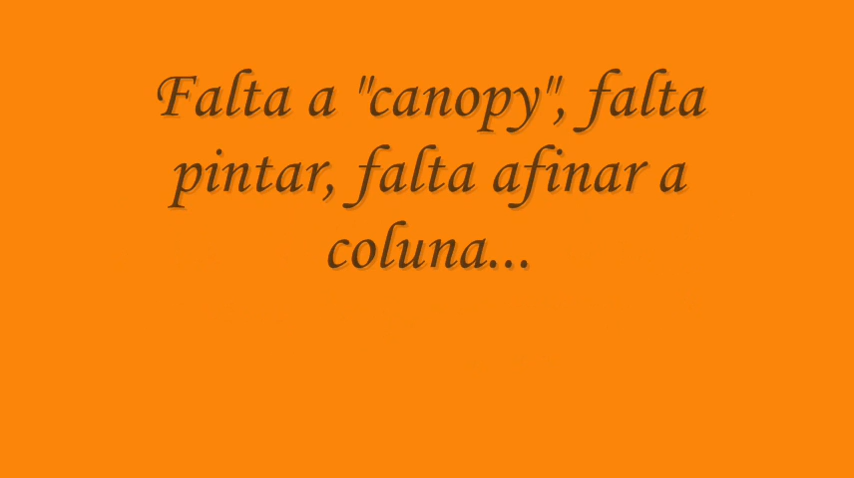 Falta a "canopy", falta
pintar, falta afinar a
coluna...